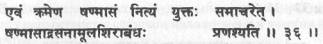 एवं क्रमेण षण्मासं नित्यं युक्तः समाचरेत् ।
षण्मासाद्रसनामूलशिराबंधः प्रणश्यति ॥ ३६ ॥